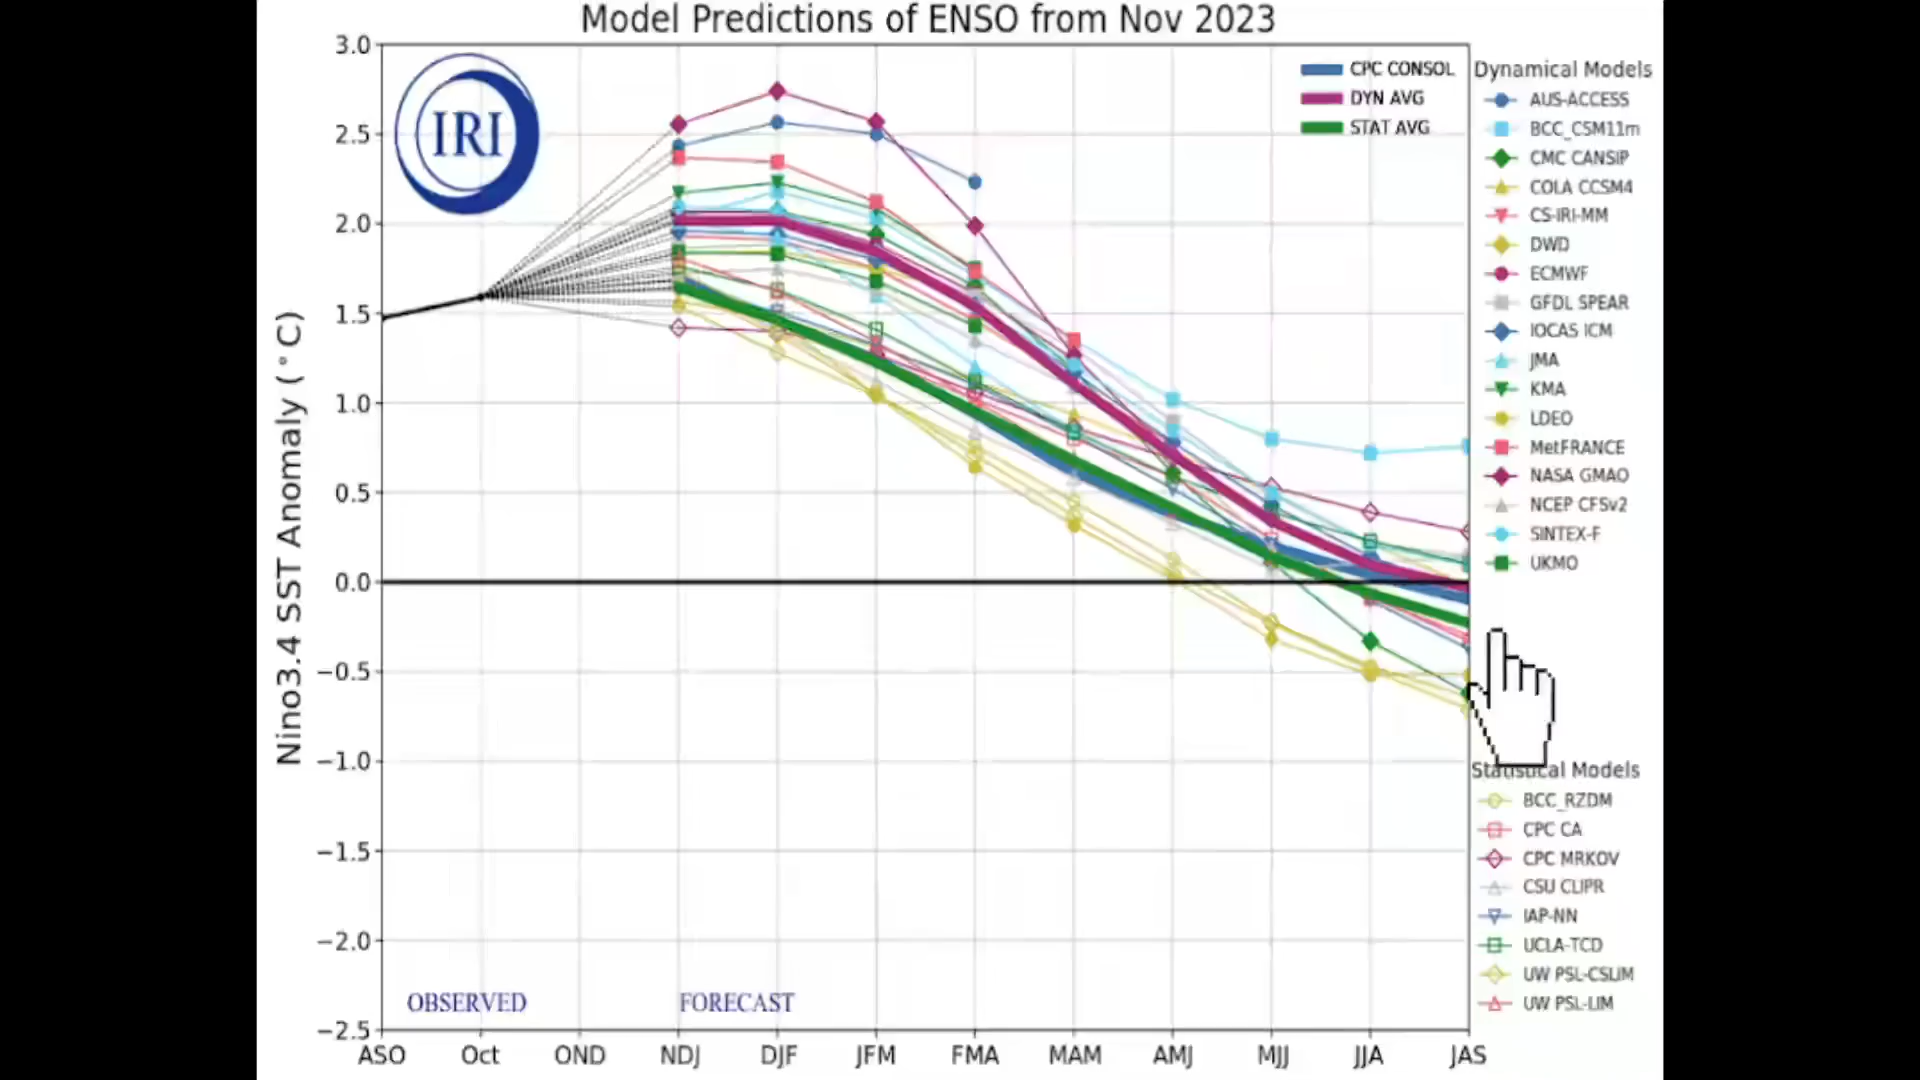 Model Predictions of ENSO from Nov 2023
3.0
2.5
2.0
1.5
1.0
0.5
0.0
−0.5
−1.0
−1.5
−2.0
−2.5
Nino3.4 SST Anomaly (°C)
IRI
CPC CONSOL
DYN AVG
STAT AVG
Dynamical Models
AUS-ACCESS
BCC_CSM11m
CMC CANSIP
COLA CCSM4
CS-IRI-MM
DWD
ECMWF
GFDL SPEAR
IOCAS ICM
JMA
KMA
LDEO
MetFRANCE
NASA GMAO
NCEP CFSv2
SINTEX-F
UKMO
Statistical Models
BCC_RZDM
CPC CA
CPC MRKOV
CSU CLIPR
IAP-NN
UCLA-TCD
UW PSL-CSLIM
UW PSL-LIM
OBSERVED FORECAST
ASO Oct OND NDJ DJF JFM FMA MAM AMJ MJJ JJA JAS